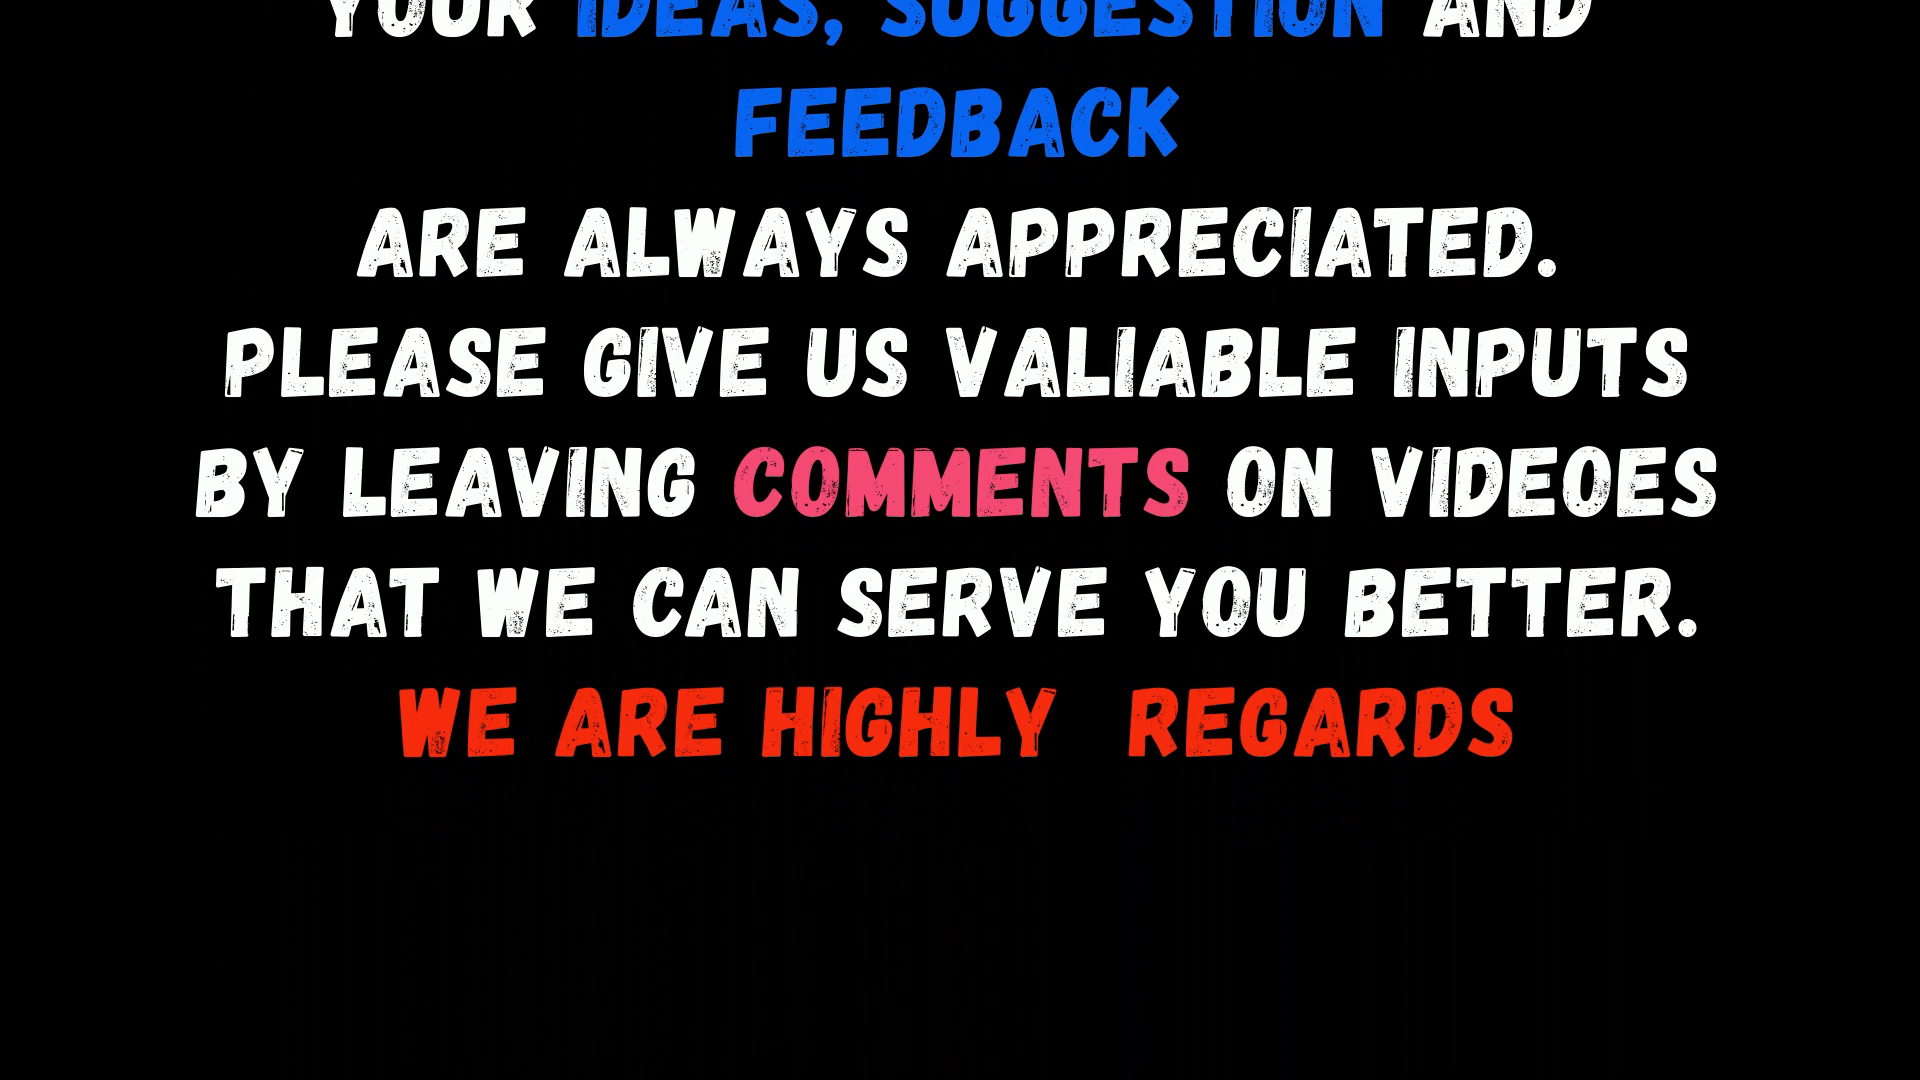 YOUR IDEAS, SUGGESTION AND
FEEDBACK
ARE ALWAYS APPRECIATED.
PLEASE GIVE US VALIABLE INPUTS
BY LEAVING COMMENTS ON VIDEOES
THAT WE CAN SERVE YOU BETTER.
WE ARE HIGHLY REGARDS